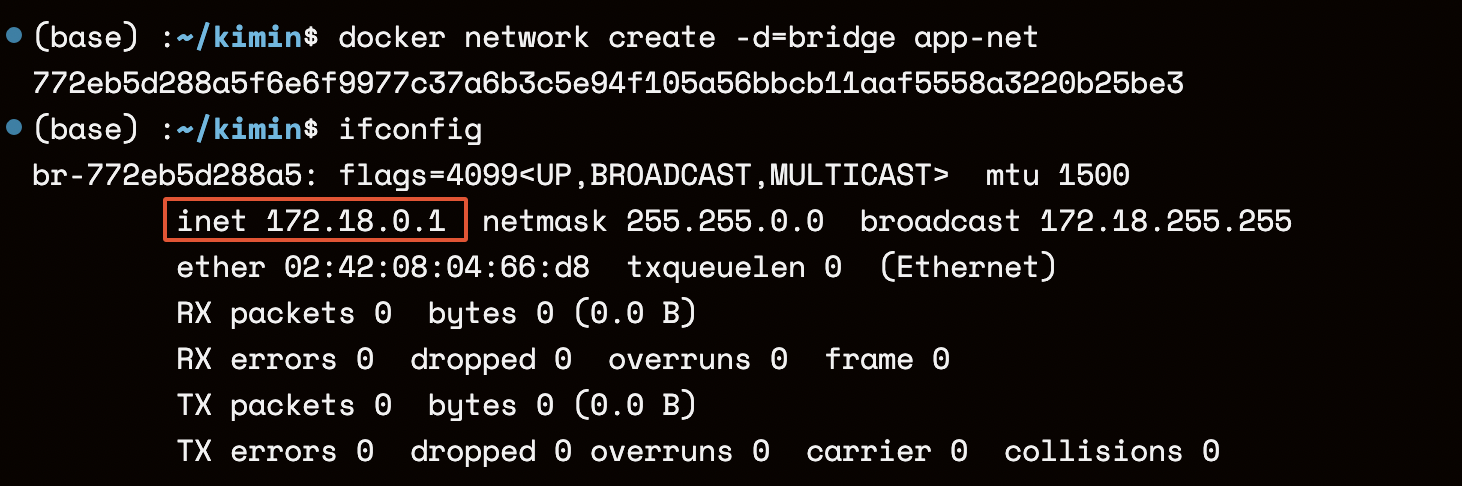 (base) :~/kimin$ docker network create -d=bridge app-net
772eb5d288a5f6e6f9977c37a6b3c5e94f105a56bbcb11aaf5558a3220b25be3
(base) :~/kimin$ ifconfig
br-772eb5d288a5: flags=4099<UP,BROADCAST,MULTICAST>  mtu 1500
inet 172.18.0.1  netmask 255.255.0.0  broadcast 172.18.255.255
ether 02:42:08:04:66:d8  txqueuelen 0  (Ethernet)
RX packets 0  bytes 0 (0.0 B)
RX errors 0  dropped 0  overruns 0  frame 0
TX packets 0  bytes 0 (0.0 B)
TX errors 0  dropped 0 overruns 0  carrier 0  collisions 0